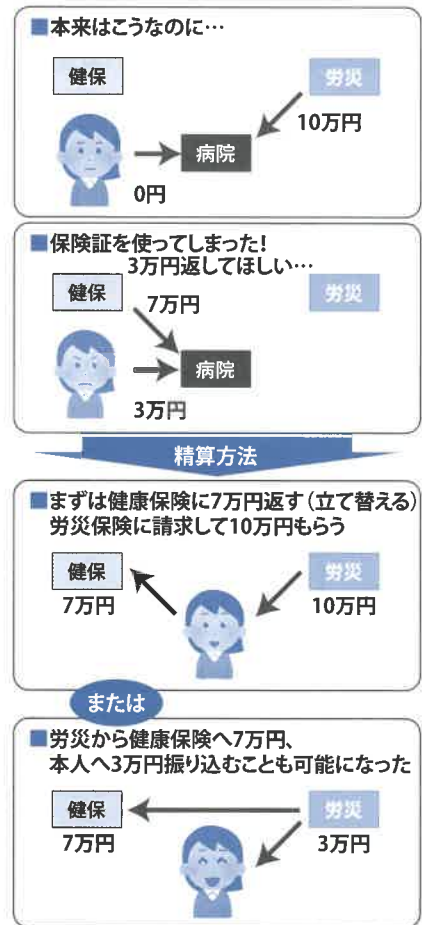 ■本来はこうなのに…
健保
労災
10万円
病院
0円
■保険証を使ってしまった!
3万円返してほしい…
健保
7万円
労災
病院
3万円
精算方法
■まずは健康保険に7万円返す(立て替える)
労災保険に請求して10万円もらう
健保
労災
7万円
10万円
または
■労災から健康保険へ7万円、
本人へ3万円振り込むことも可能になった
健保
労災
7万円
3万円